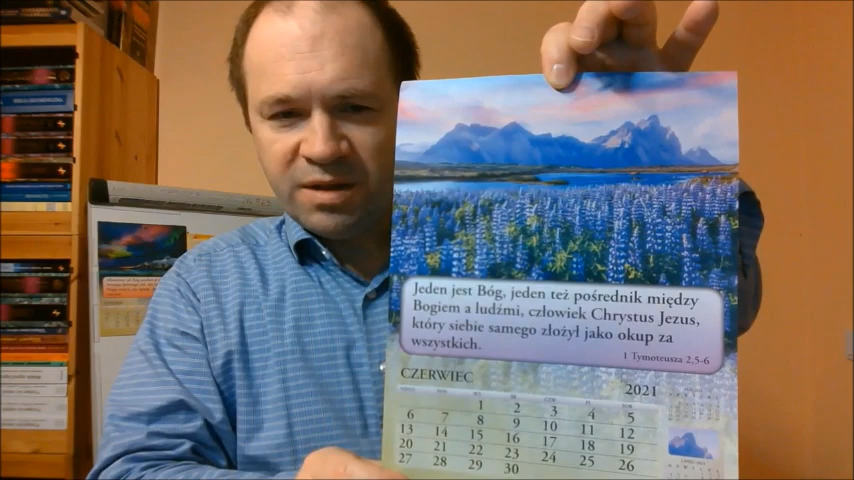 Jeden jest Bóg, jeden też pośrednik między
Bogiem a ludźmi, człowiek Chrystus Jezus,
który siebie samego złożył jako okup za
wszystkich.
1 Tymoteusza 2,5-6
CZERWIEC 2021
1 2 3 4 5
6 7 8 9 10 11 12
13 14 15 16 17 18 19
20 21 22 23 24 25 26
27 28 29 30